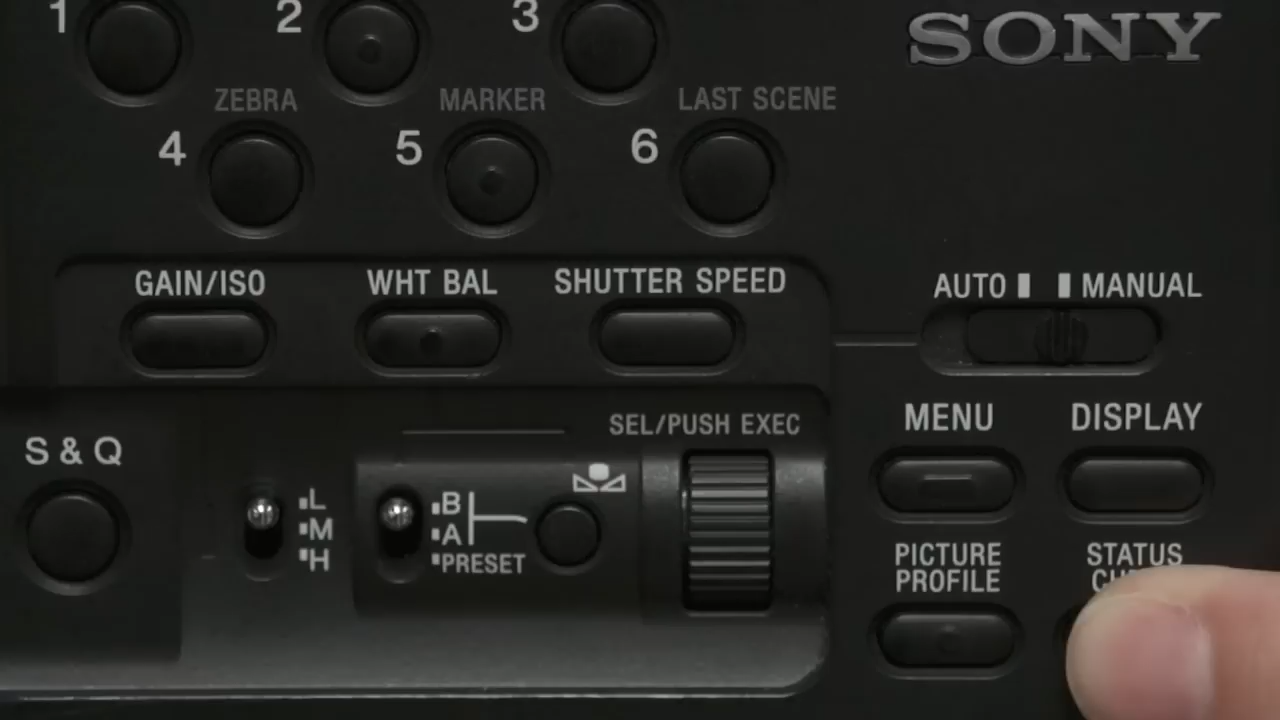 1 2 3 SONY
ZEBRA MARKER LAST SCENE
4 5 6
GAIN/ISO WHT BAL SHUTTER SPEED AUTO MANUAL
SEL/PUSH EXEC MENU DISPLAY
S & Q
L
M
H
B
A
PRESET
PICTURE
PROFILE
STATUS